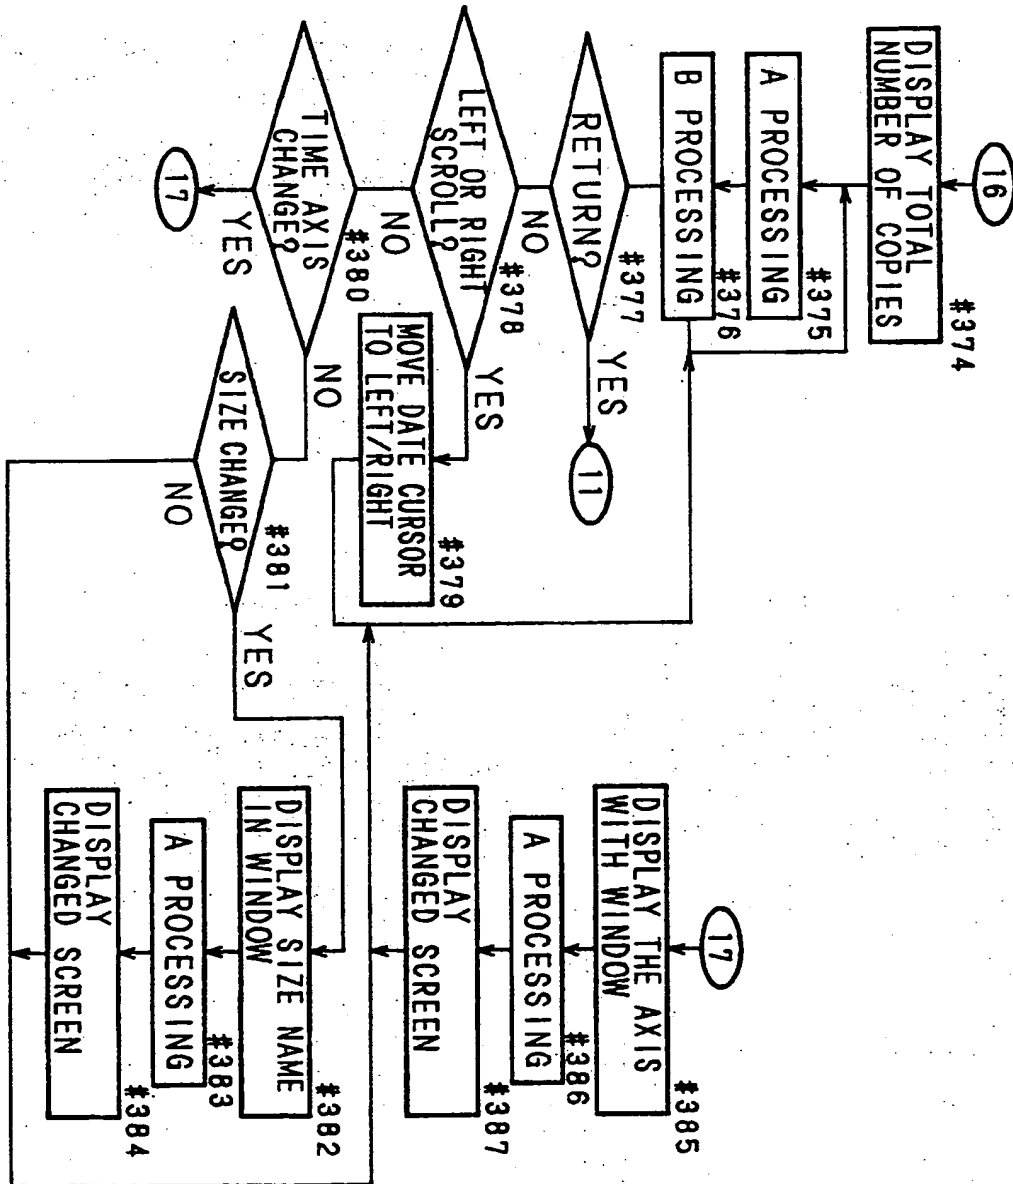 16
DISPLAY TOTAL
NUMBER OF COPIES
#374
A PROCESSING
#375
B PROCESSING
#376
RETURN?
#377
YES
11
NO
LEFT OR RIGHT
SCROLL?
#378
YES
MOVE DATE CURSOR
TO LEFT/RIGHT
#379
NO
TIME AXIS
CHANGE?
#380
YES
17
NO
SIZE CHANGE?
#381
YES
NO
17
DISPLAY THE AXIS
WITH WINDOW
#385
A PROCESSING
#386
DISPLAY
CHANGED SCREEN
#387
DISPLAY SIZE NAME
IN WINDOW
#382
A PROCESSING
#383
DISPLAY
CHANGED SCREEN
#384